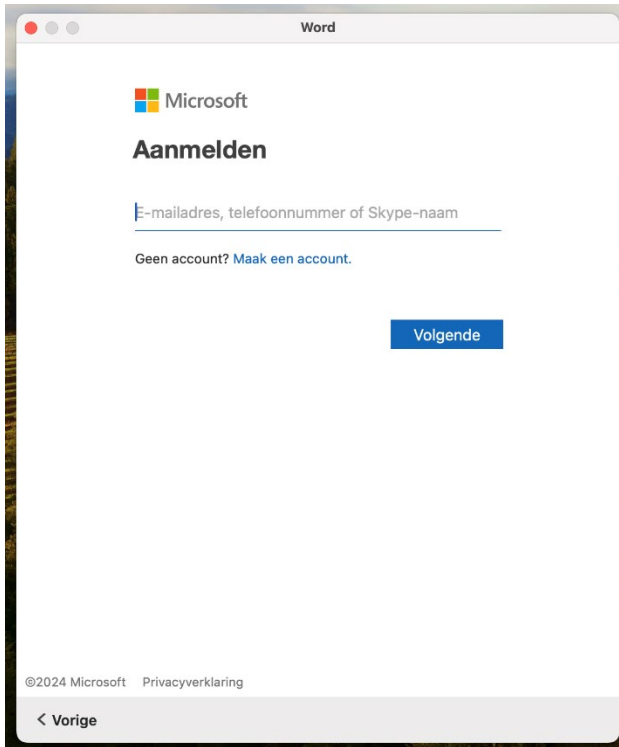 Word
Microsoft
Aanmelden
E-mailadres, telefoonnummer of Skype-naam
Geen account? Maak een account.
Volgende
©2024 Microsoft Privacyverklaring
< Vorige